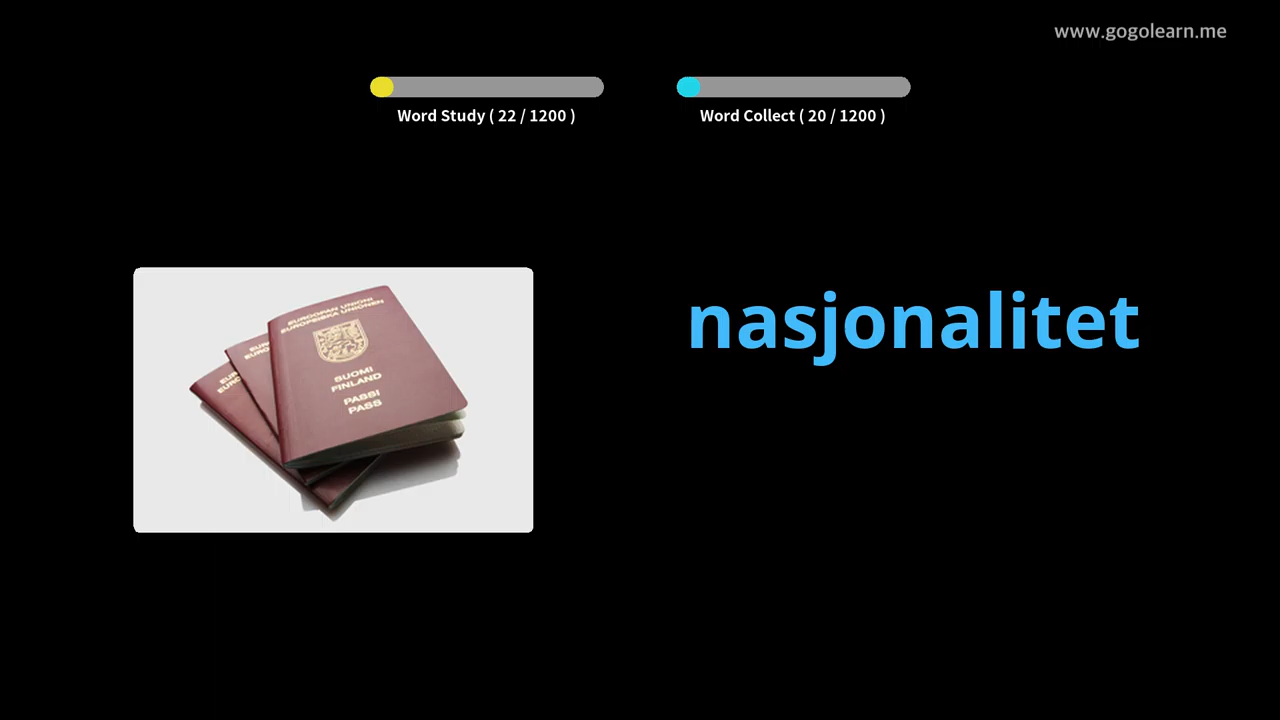 www.gogolearn.me
Word Study ( 22 / 1200 )
Word Collect ( 20 / 1200 )
nasjonalitet
EUROOPAN UNIONI
EUROPEISKA UNIONEN
SUOMI
FINLAND
PASSI
PASS